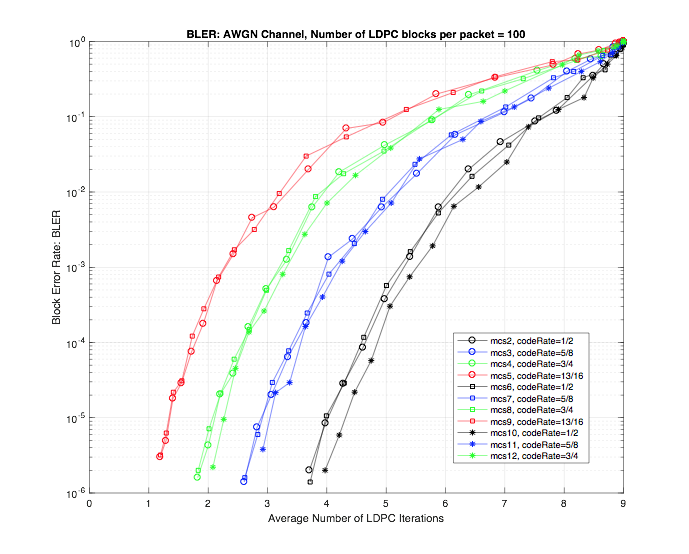 BLER: AWGN Channel, Number of LDPC blocks per packet = 100
Block Error Rate: BLER
10^0
10^-1
10^-2
10^-3
10^-4
10^-5
10^-6
0 1 2 3 4 5 6 7 8 9
Average Number of LDPC Iterations
mcs2, codeRate=1/2
mcs3, codeRate=5/8
mcs4, codeRate=3/4
mcs5, codeRate=13/16
mcs6, codeRate=1/2
mcs7, codeRate=5/8
mcs8, codeRate=3/4
mcs9, codeRate=13/16
mcs10, codeRate=1/2
mcs11, codeRate=5/8
mcs12, codeRate=3/4